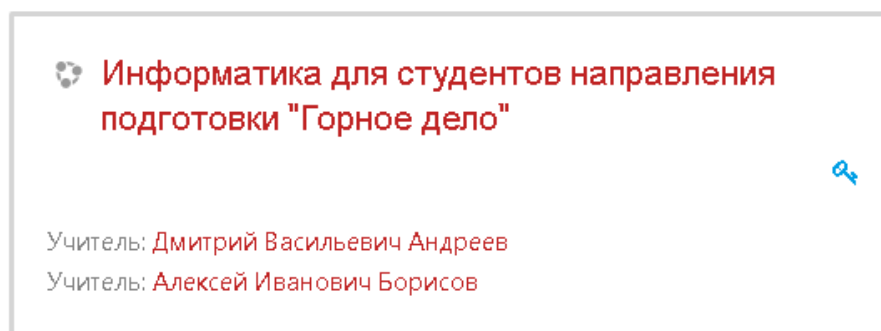 Информатика для студентов направления
подготовки "Горное дело"
Учитель: Дмитрий Васильевич Андреев
Учитель: Алексей Иванович Борисов